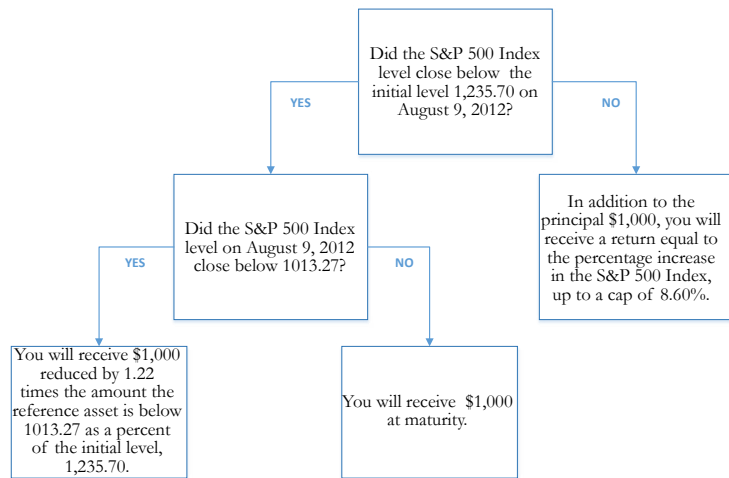 Did the S&P 500 Index
level close below the
initial level 1,235.70 on
August 9, 2012?
YES
NO
Did the S&P 500 Index
level on August 9, 2012
close below 1013.27?
In addition to the
principal $1,000, you will
receive a return equal to
the percentage increase
in the S&P 500 Index,
up to a cap of 8.60%.
YES
NO
You will receive $1,000
reduced by 1.22
times the amount the
reference asset is below
1013.27 as a percent
of the initial level,
1,235.70.
You will receive $1,000
at maturity.